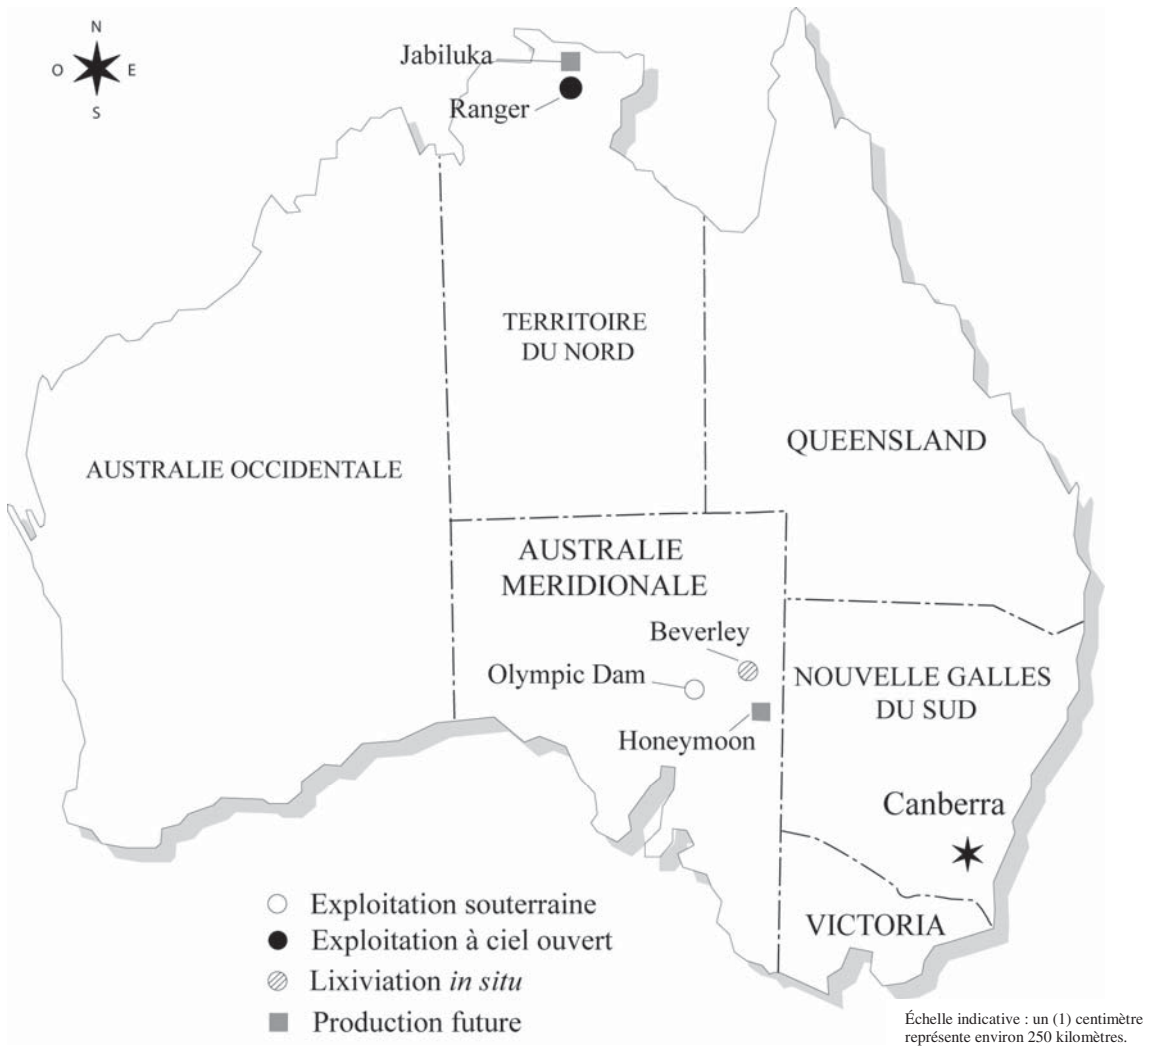 N
O
E
S
Jabiluka
Ranger
TERRITOIRE
DU NORD
QUEENSLAND
AUSTRALIE OCCIDENTALE
AUSTRALIE
MERIDIONALE
Beverley
Olympic Dam
Honeymoon
NOUVELLE GALLES
DU SUD
Canberra
VICTORIA
Exploitation souterraine
Exploitation à ciel ouvert
Lixiviation in situ
Production future
Échelle indicative : un (1) centimètre
représente environ 250 kilomètres.